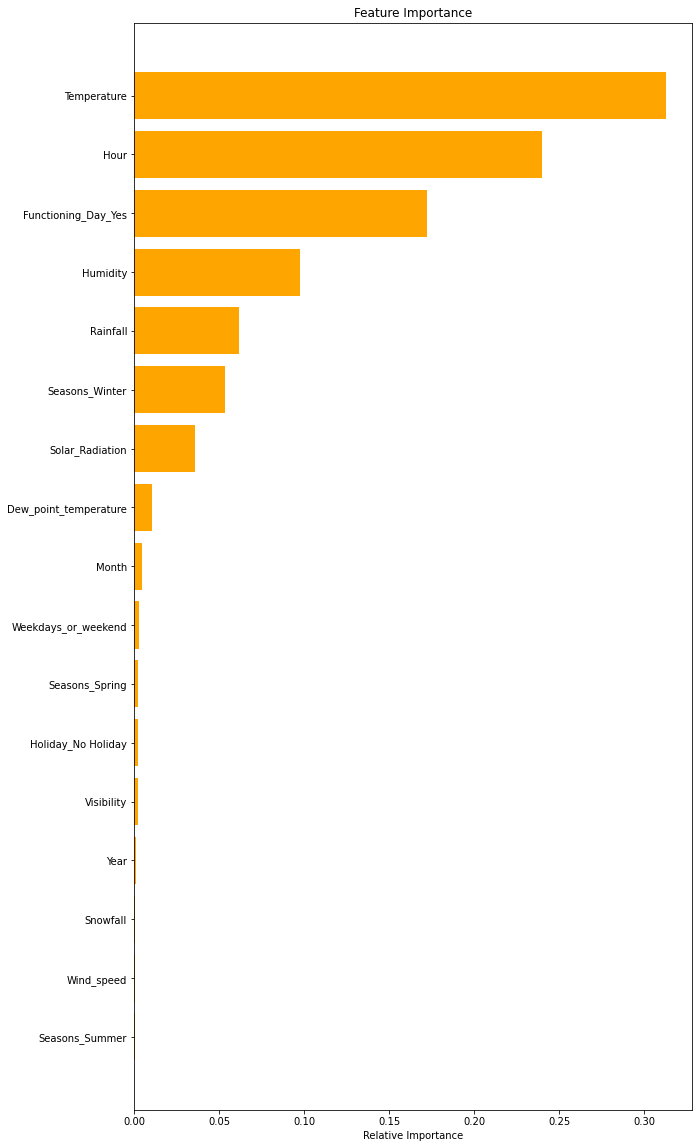 Feature Importance
Temperature
Hour
Functioning_Day_Yes
Humidity
Rainfall
Seasons_Winter
Solar_Radiation
Dew_point_temperature
Month
Weekdays_or_weekend
Seasons_Spring
Holiday_No Holiday
Visibility
Year
Snowfall
Wind_speed
Seasons_Summer
0.00 0.05 0.10 0.15 0.20 0.25 0.30
Relative Importance